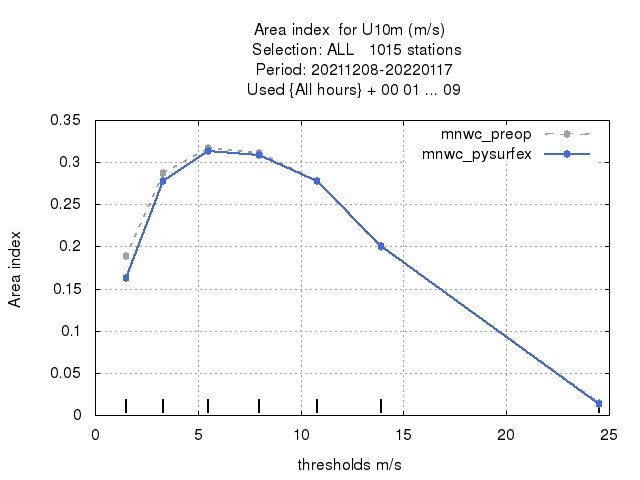 Area index  for U10m (m/s)
Selection: ALL   1015 stations
Period: 20211208-20220117
Used {All hours} + 00 01 ... 09
mnwc_preop
mnwc_pysurfex
Area index
0.35
0.3
0.25
0.2
0.15
0.1
0.05
0
0 5 10 15 20 25
thresholds m/s